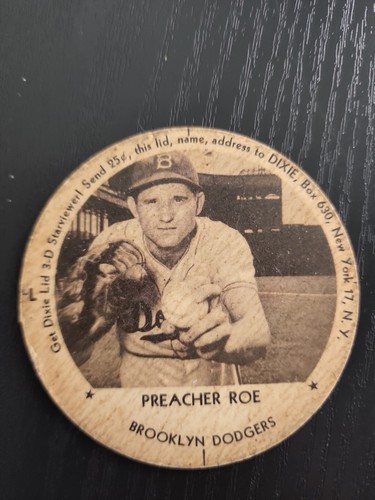 Get Dixie Lid 3-D Starviewer! Send 25¢, this lid, name, address to DIXIE, Box 630, New York 17, N. Y.
B
PREACHER ROE
BROOKLYN DODGERS